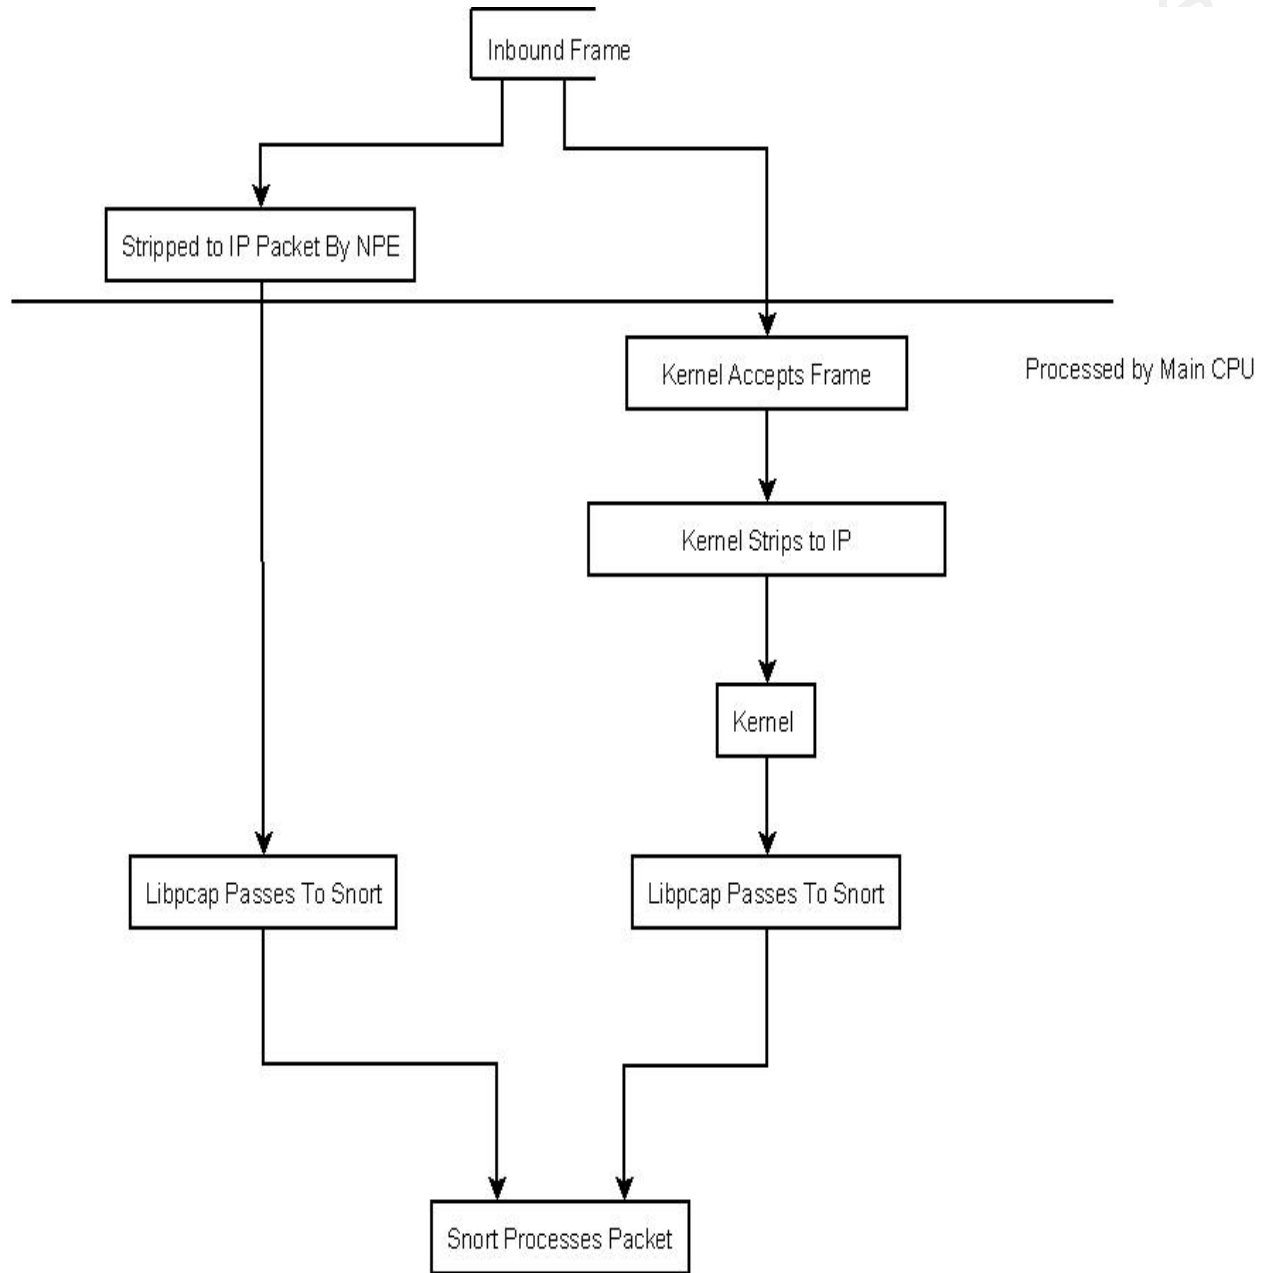 Inbound Frame
Stripped to IP Packet By NPE
Kernel Accepts Frame
Processed by Main CPU
Kernel Strips to IP
Kernel
Libpcap Passes To Snort
Libpcap Passes To Snort
Snort Processes Packet